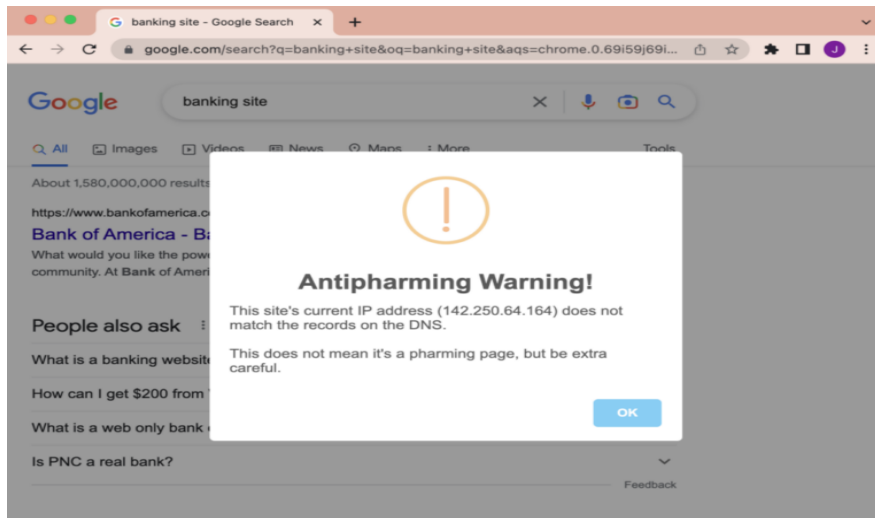 banking site - Google Search
google.com/search?q=banking+site&oq=banking+site&aqs=chrome.0.69i59j69i...
J
Google
banking site
All Images Videos News Maps More
Tools
About 1,580,000,000 results
https://www.bankofamerica.c
Bank of America - Ba
What would you like the powe
community. At Bank of Ameri
People also ask
What is a banking website
How can I get $200 from
What is a web only bank
Is PNC a real bank?
Feedback
Antipharming Warning!
This site's current IP address (142.250.64.164) does not
match the records on the DNS.
This does not mean it's a pharming page, but be extra
careful.
OK